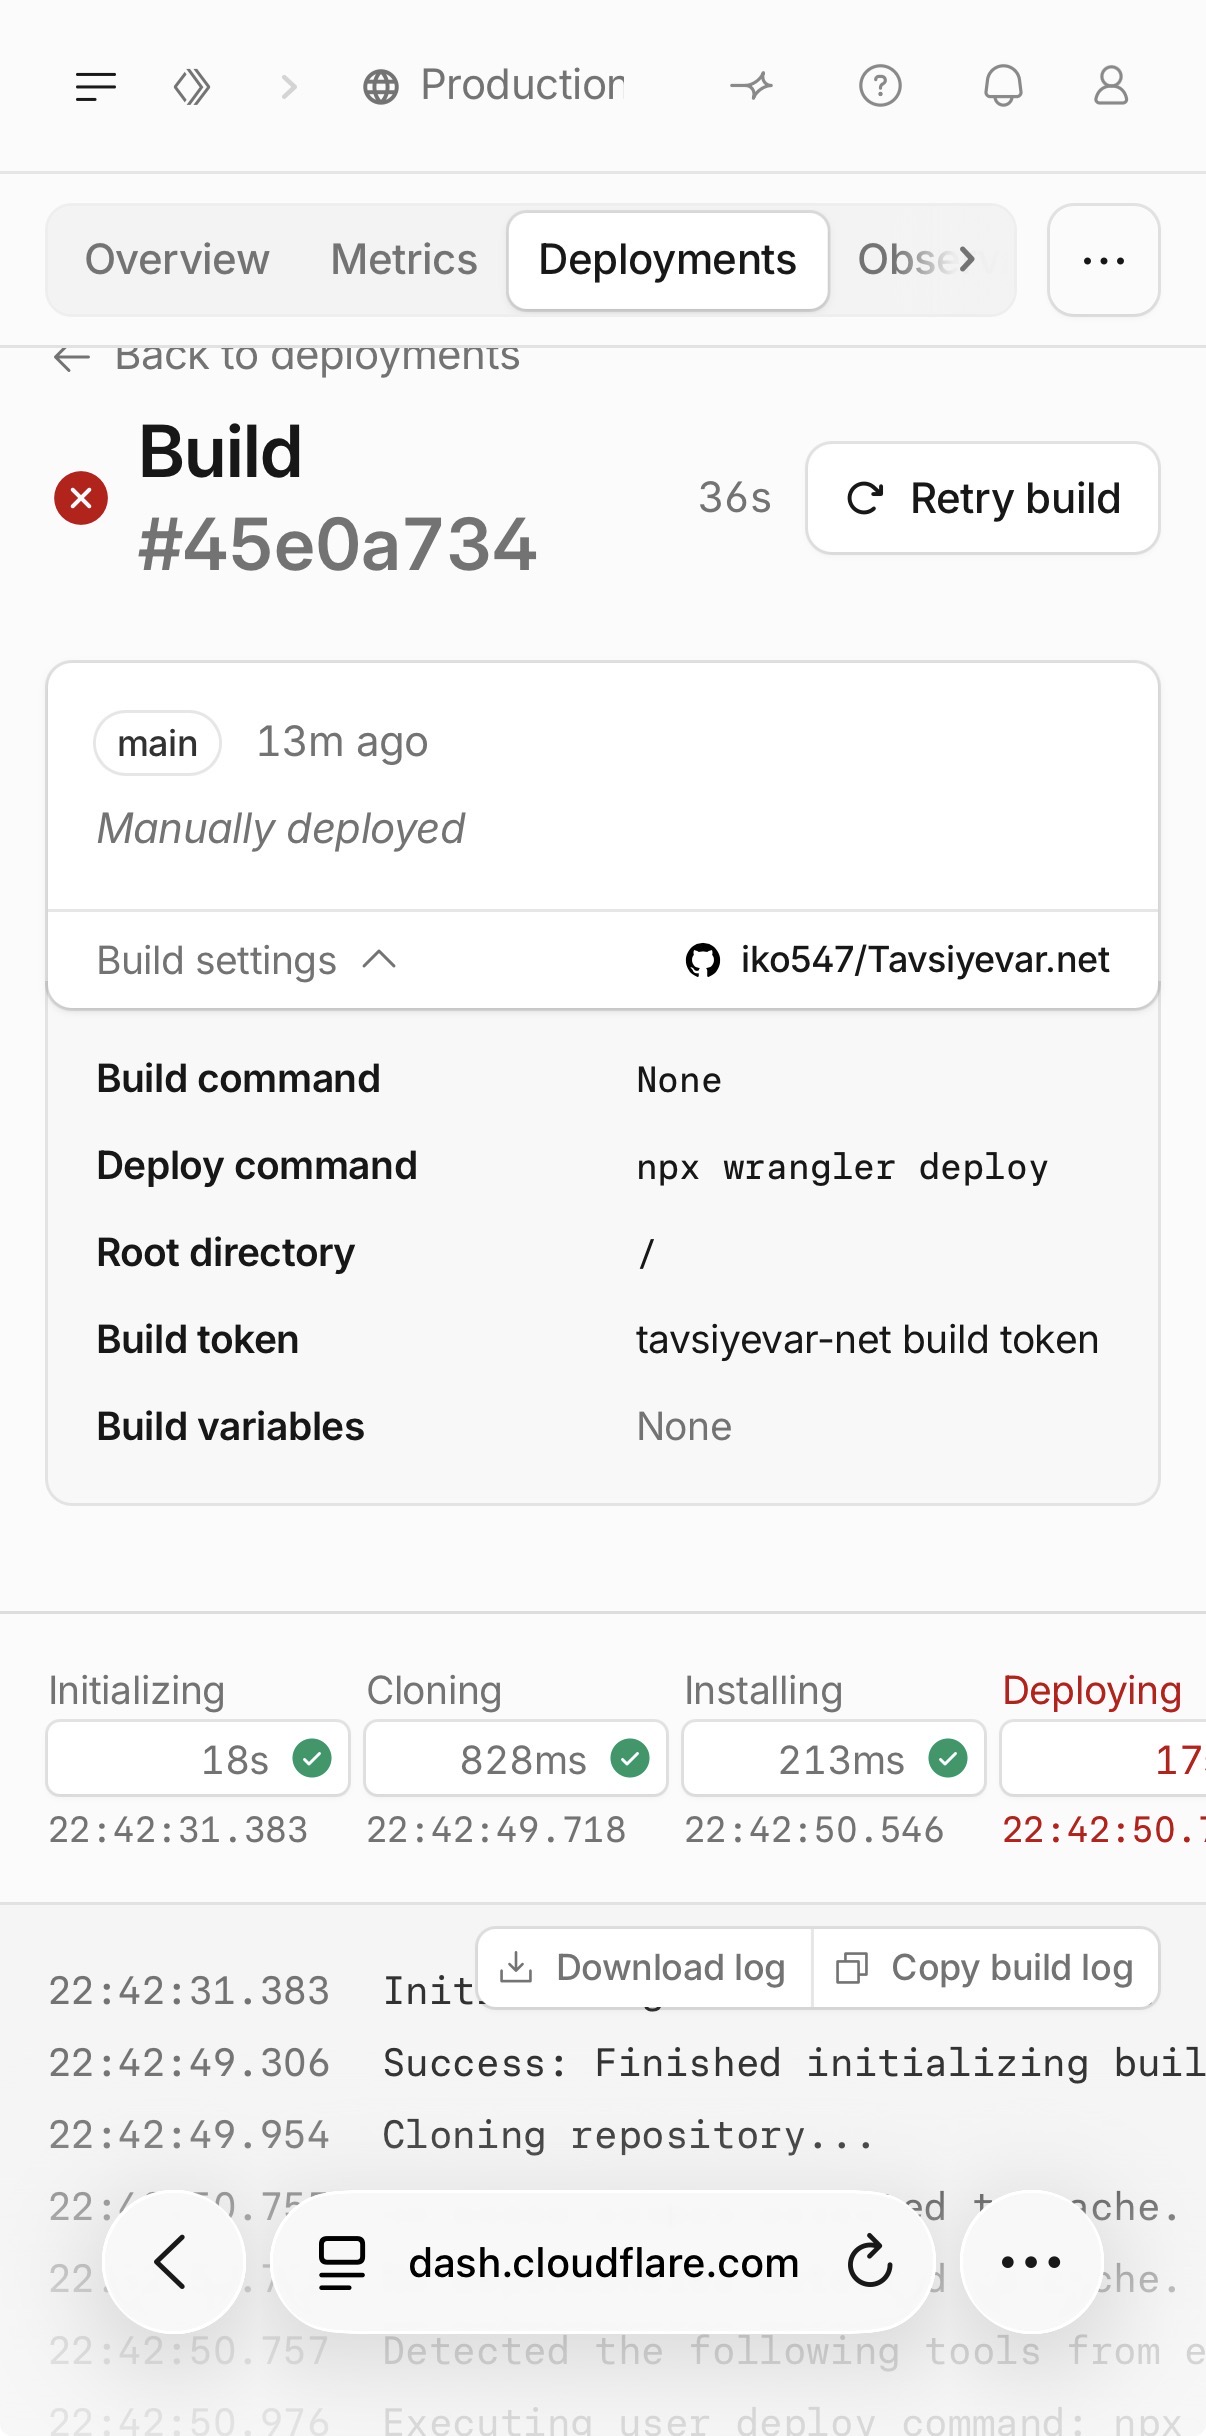 Production
Overview Metrics Deployments
Back to deployments
Build
#45e0a734
36s
Retry build
main 13m ago
Manually deployed
Build settings iko547/Tavsiyevar.net
Build command None
Deploy command npx wrangler deploy
Root directory /
Build token tavsiyevar-net build token
Build variables None
Initializing Cloning Installing Deploying
18s 828ms 213ms
22:42:31.383 22:42:49.718 22:42:50.546 22:42:50.
Download log Copy build log
22:42:31.383
22:42:49.306 Success: Finished initializing
22:42:49.954 Cloning repository...
dash.cloudflare.com
22:42:50.757 Detected the following tools from
22:42:50.976 Executing user deploy command: npx